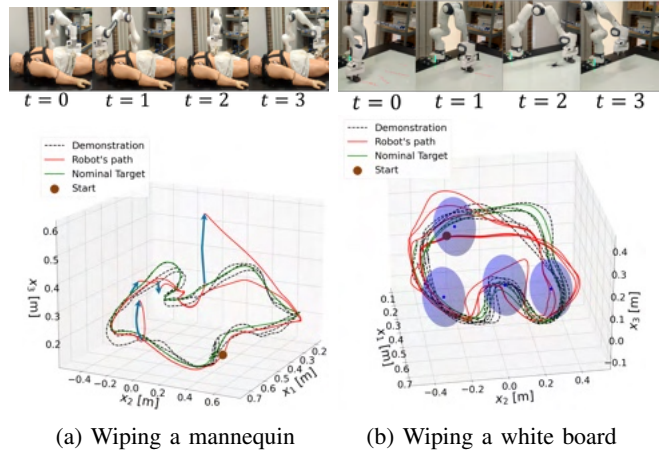 t = 0 t = 1 t = 2 t = 3
Demonstration
Robot's path
Nominal Target
Start
0.6
0.5
0.4
0.3
0.2
x3 [m]
−0.4 −0.2 0.0 0.2 0.4 0.6
x2 [m]
0.7 0.6 0.5 0.4 0.3 0.2
x1 [m]
(a) Wiping a mannequin
t = 0 t = 1 t = 2 t = 3
Demonstration
Robot's path
Nominal Target
Start
0.4
0.3
0.2
0.1
0.0
−0.1
x3 [m]
0.1
0.2
0.3
0.4
0.5
0.6
0.7
x1 [m]
−0.4 −0.2 0.0 0.2 0.4
x2 [m]
(b) Wiping a white board